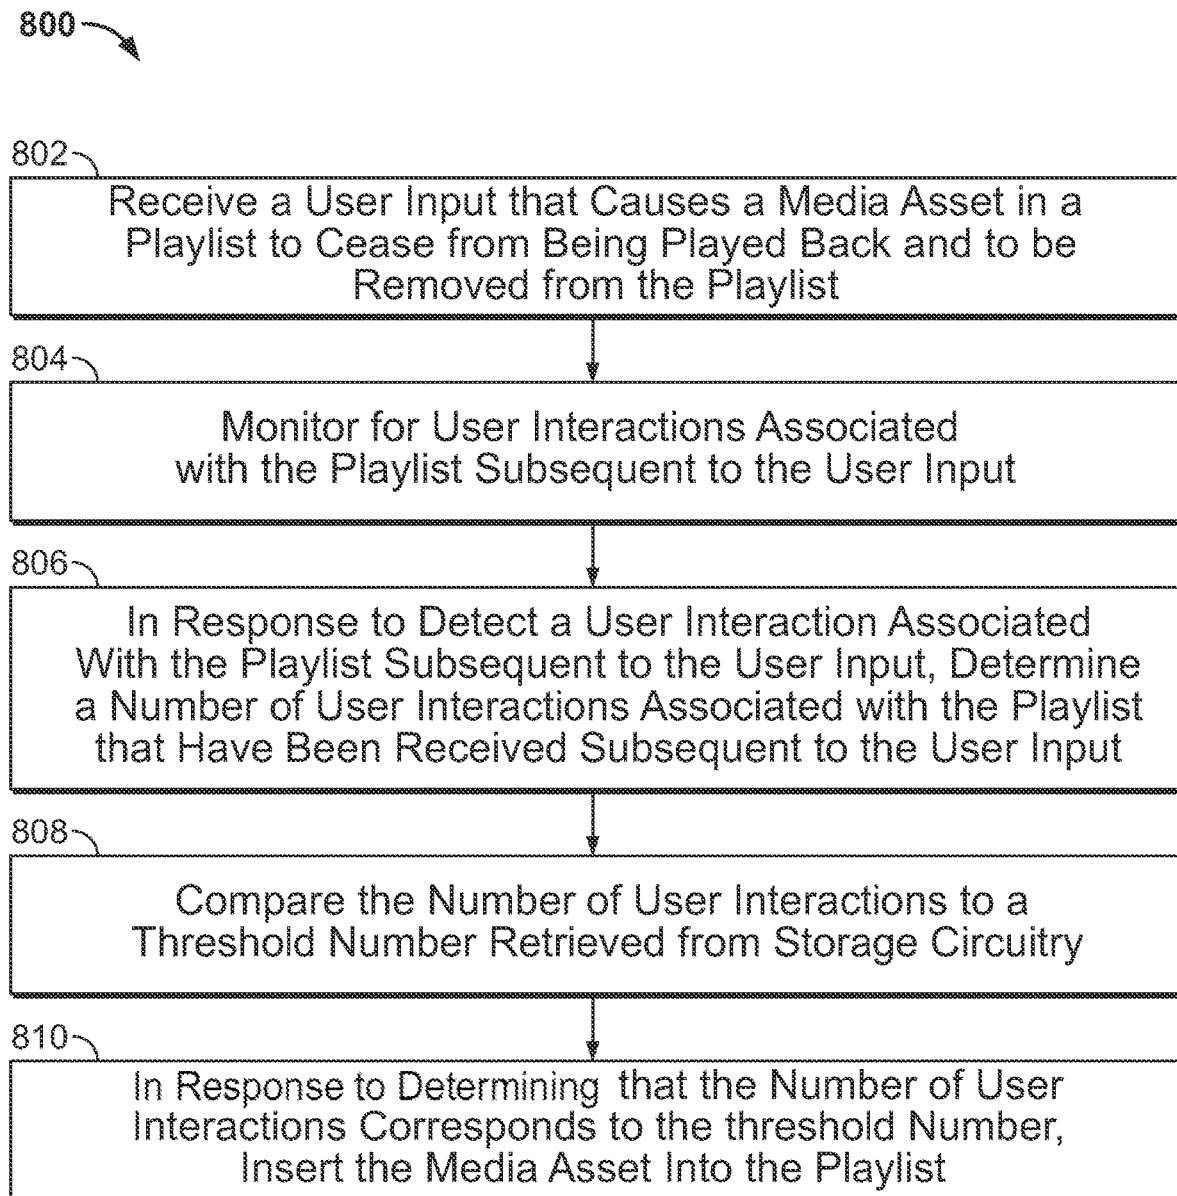 800
802
Receive a User Input that Causes a Media Asset in a
Playlist to Cease from Being Played Back and to be
Removed from the Playlist
804
Monitor for User Interactions Associated
with the Playlist Subsequent to the User Input
806
In Response to Detect a User Interaction Associated
With the Playlist Subsequent to the User Input, Determine
a Number of User Interactions Associated with the Playlist
that Have Been Received Subsequent to the User Input
808
Compare the Number of User Interactions to a
Threshold Number Retrieved from Storage Circuitry
810
In Response to Determining that the Number of User
Interactions Corresponds to the threshold Number,
Insert the Media Asset Into the Playlist